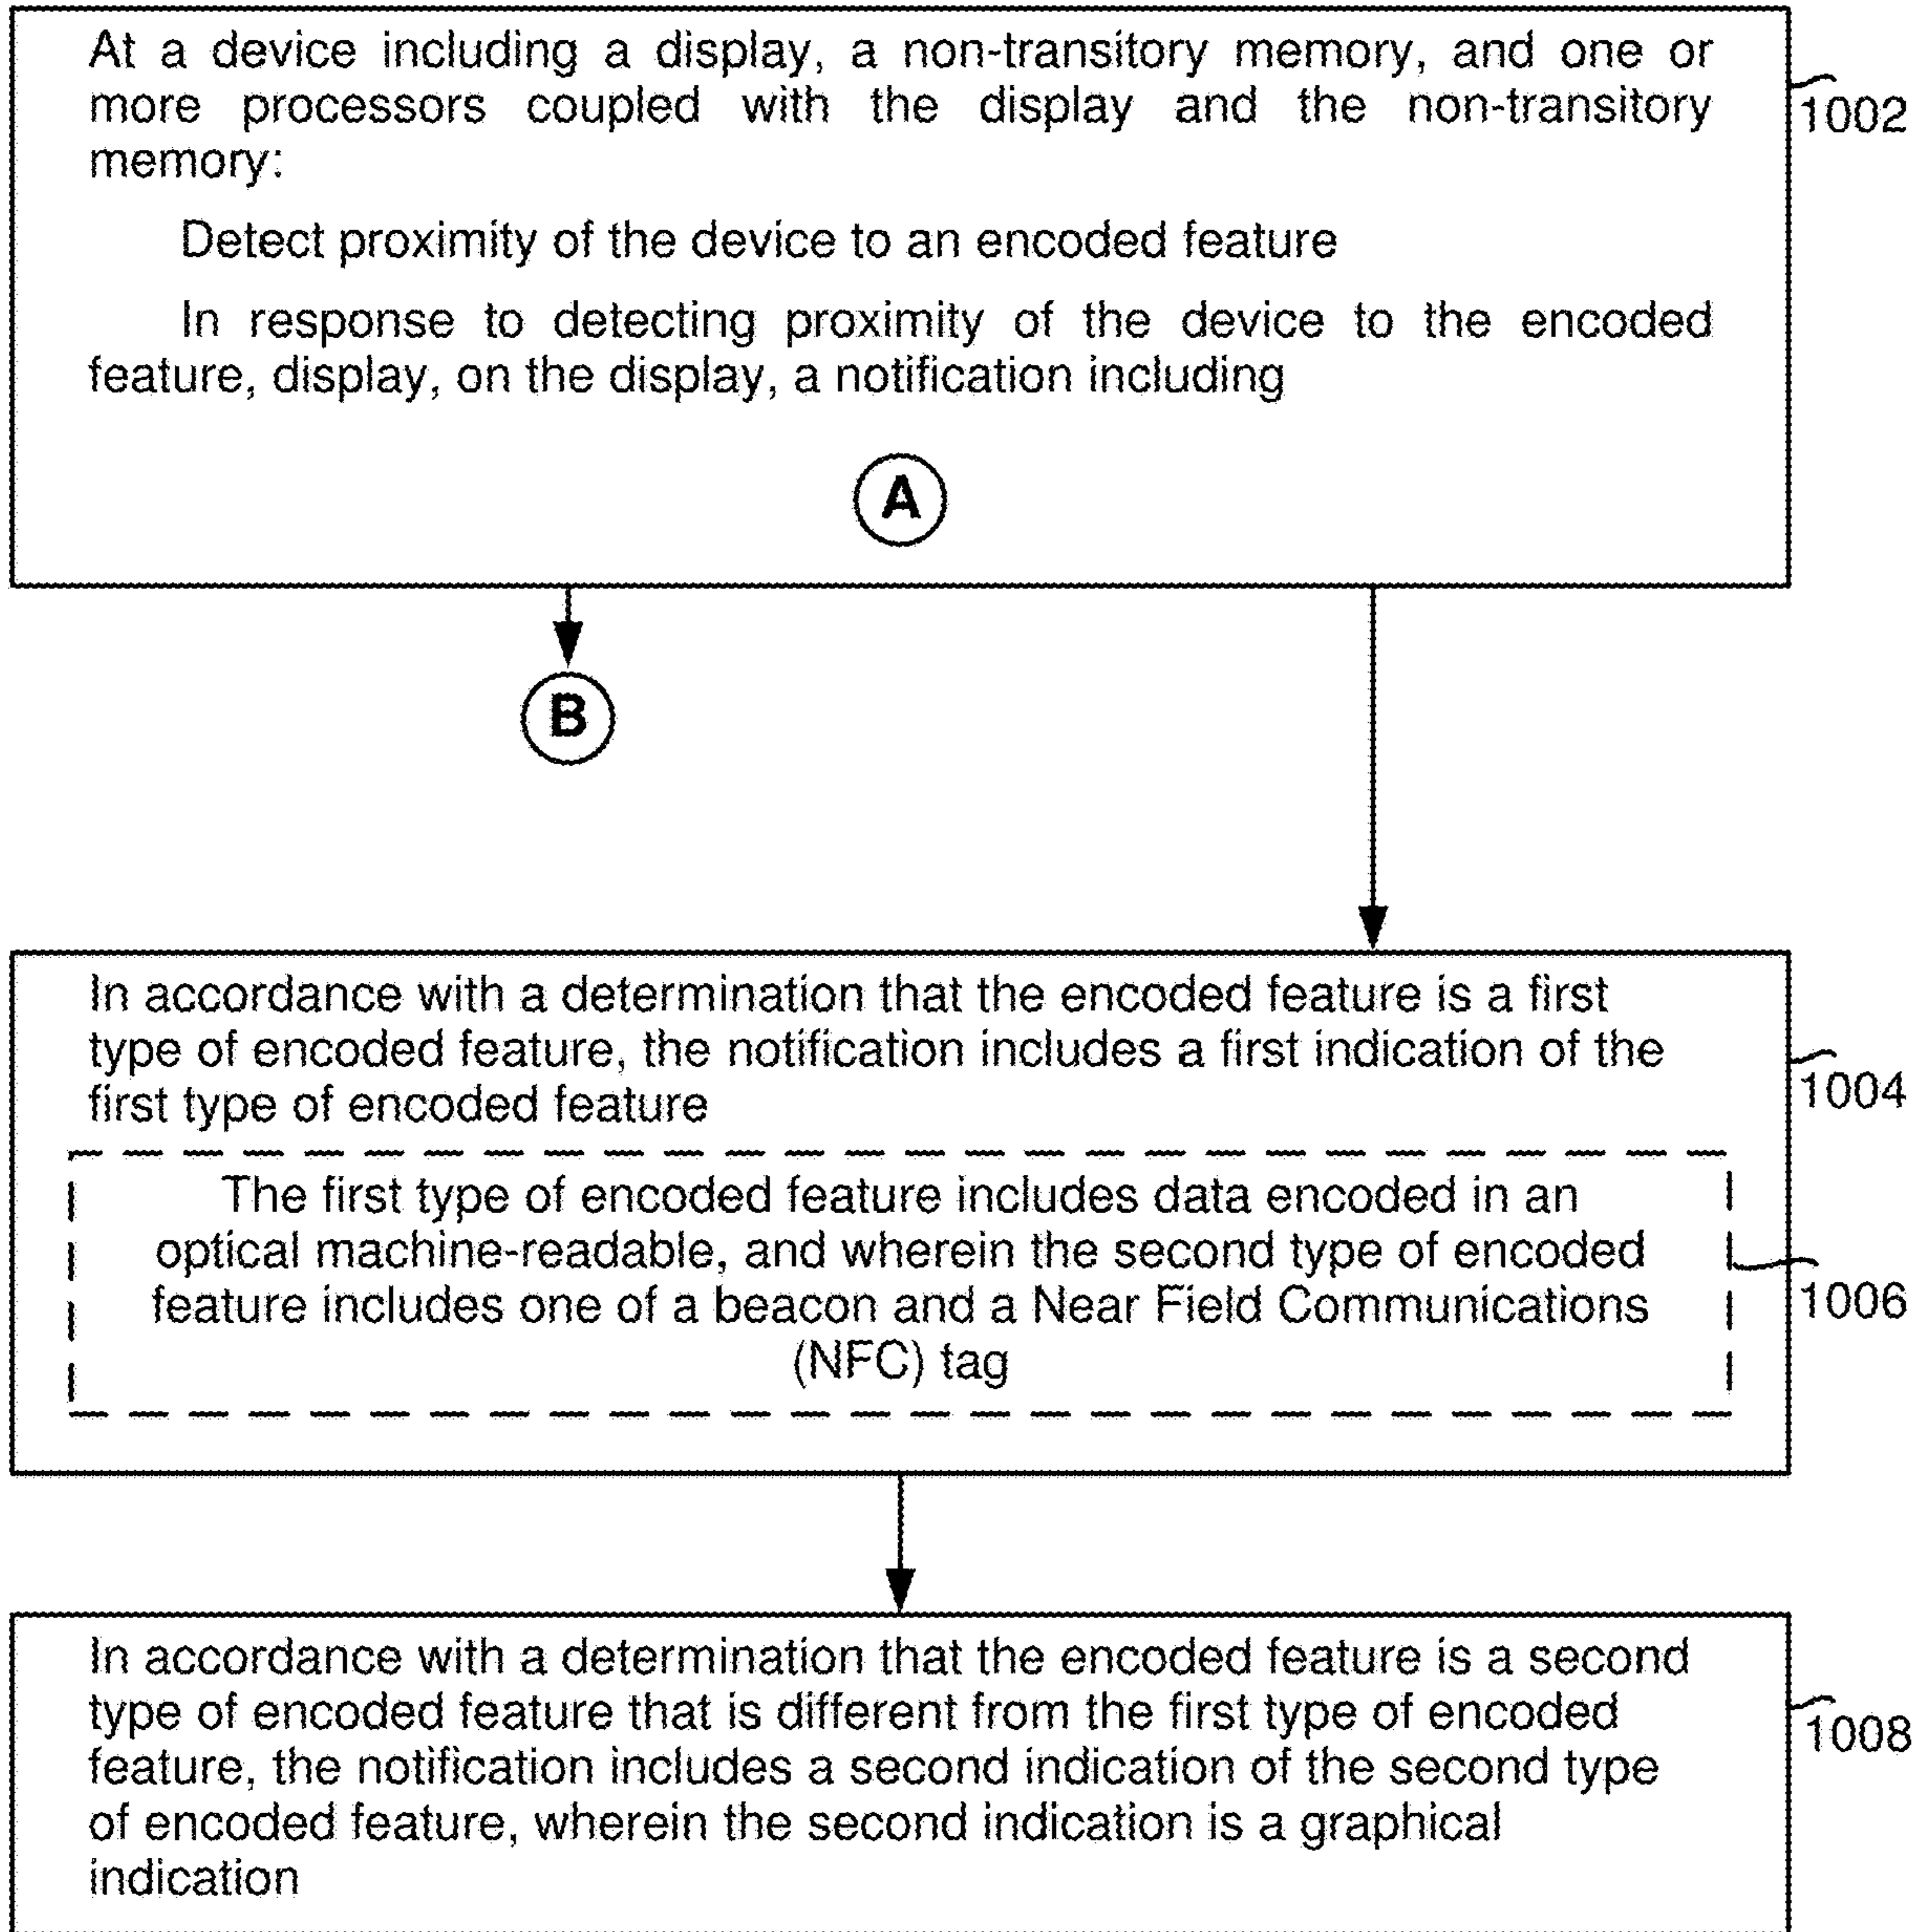 At a device including a display, a non-transitory memory, and one or
more processors coupled with the display and the non-transitory
memory:
1002
Detect proximity of the device to an encoded feature
In response to detecting proximity of the device to the encoded
feature, display, on the display, a notification including
A
B
In accordance with a determination that the encoded feature is a first
type of encoded feature, the notification includes a first indication of the
first type of encoded feature
1004
The first type of encoded feature includes data encoded in an
optical machine-readable, and wherein the second type of encoded
feature includes one of a beacon and a Near Field Communications
(NFC) tag
1006
In accordance with a determination that the encoded feature is a second
type of encoded feature that is different from the first type of encoded
feature, the notification includes a second indication of the second type
of encoded feature, wherein the second indication is a graphical
indication
1008